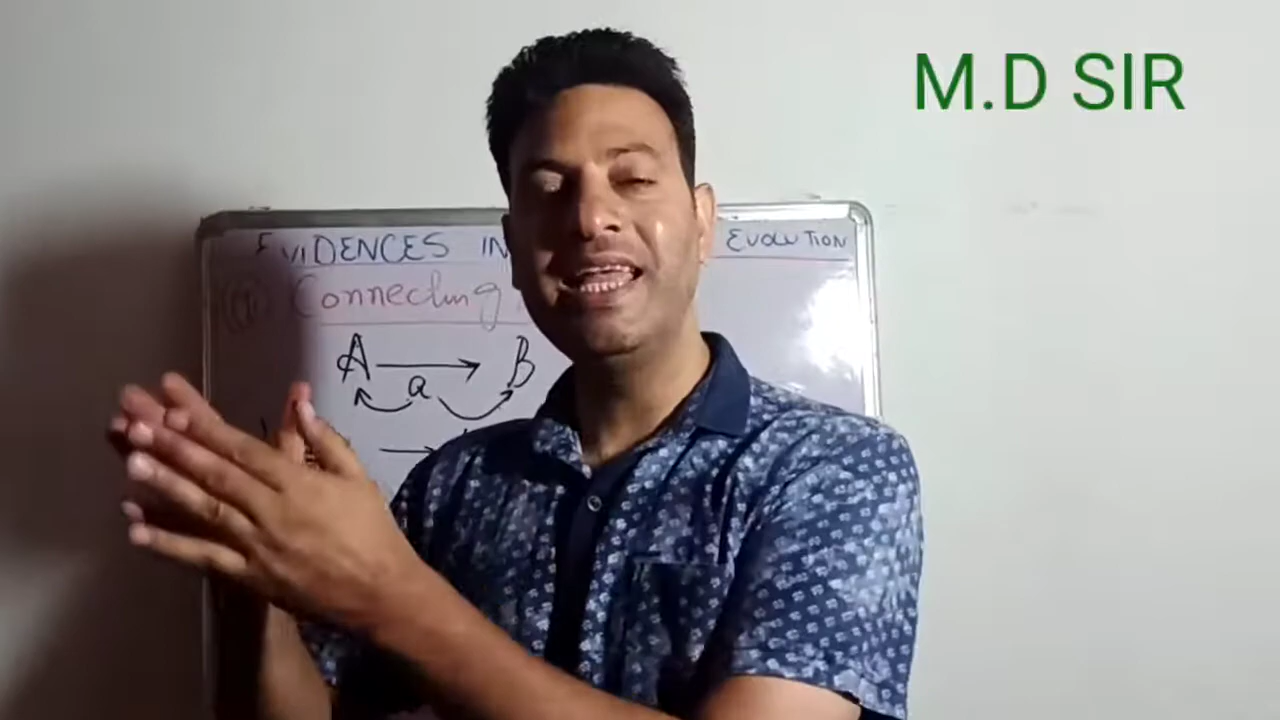 M.D SIR
EVIDENCES IN EVOLUTION
Connecting
A → B
a